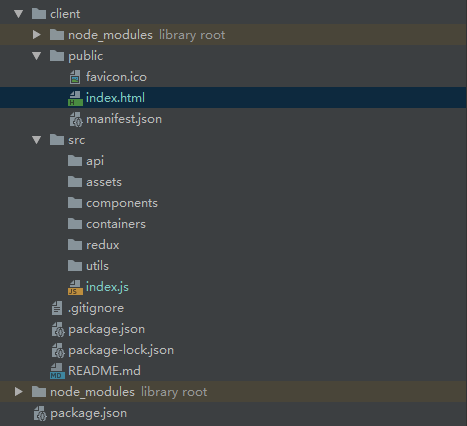 client
node_modules library root
public
favicon.ico
index.html
manifest.json
src
api
assets
components
containers
redux
utils
index.js
.gitignore
package.json
package-lock.json
README.md
node_modules library root
package.json